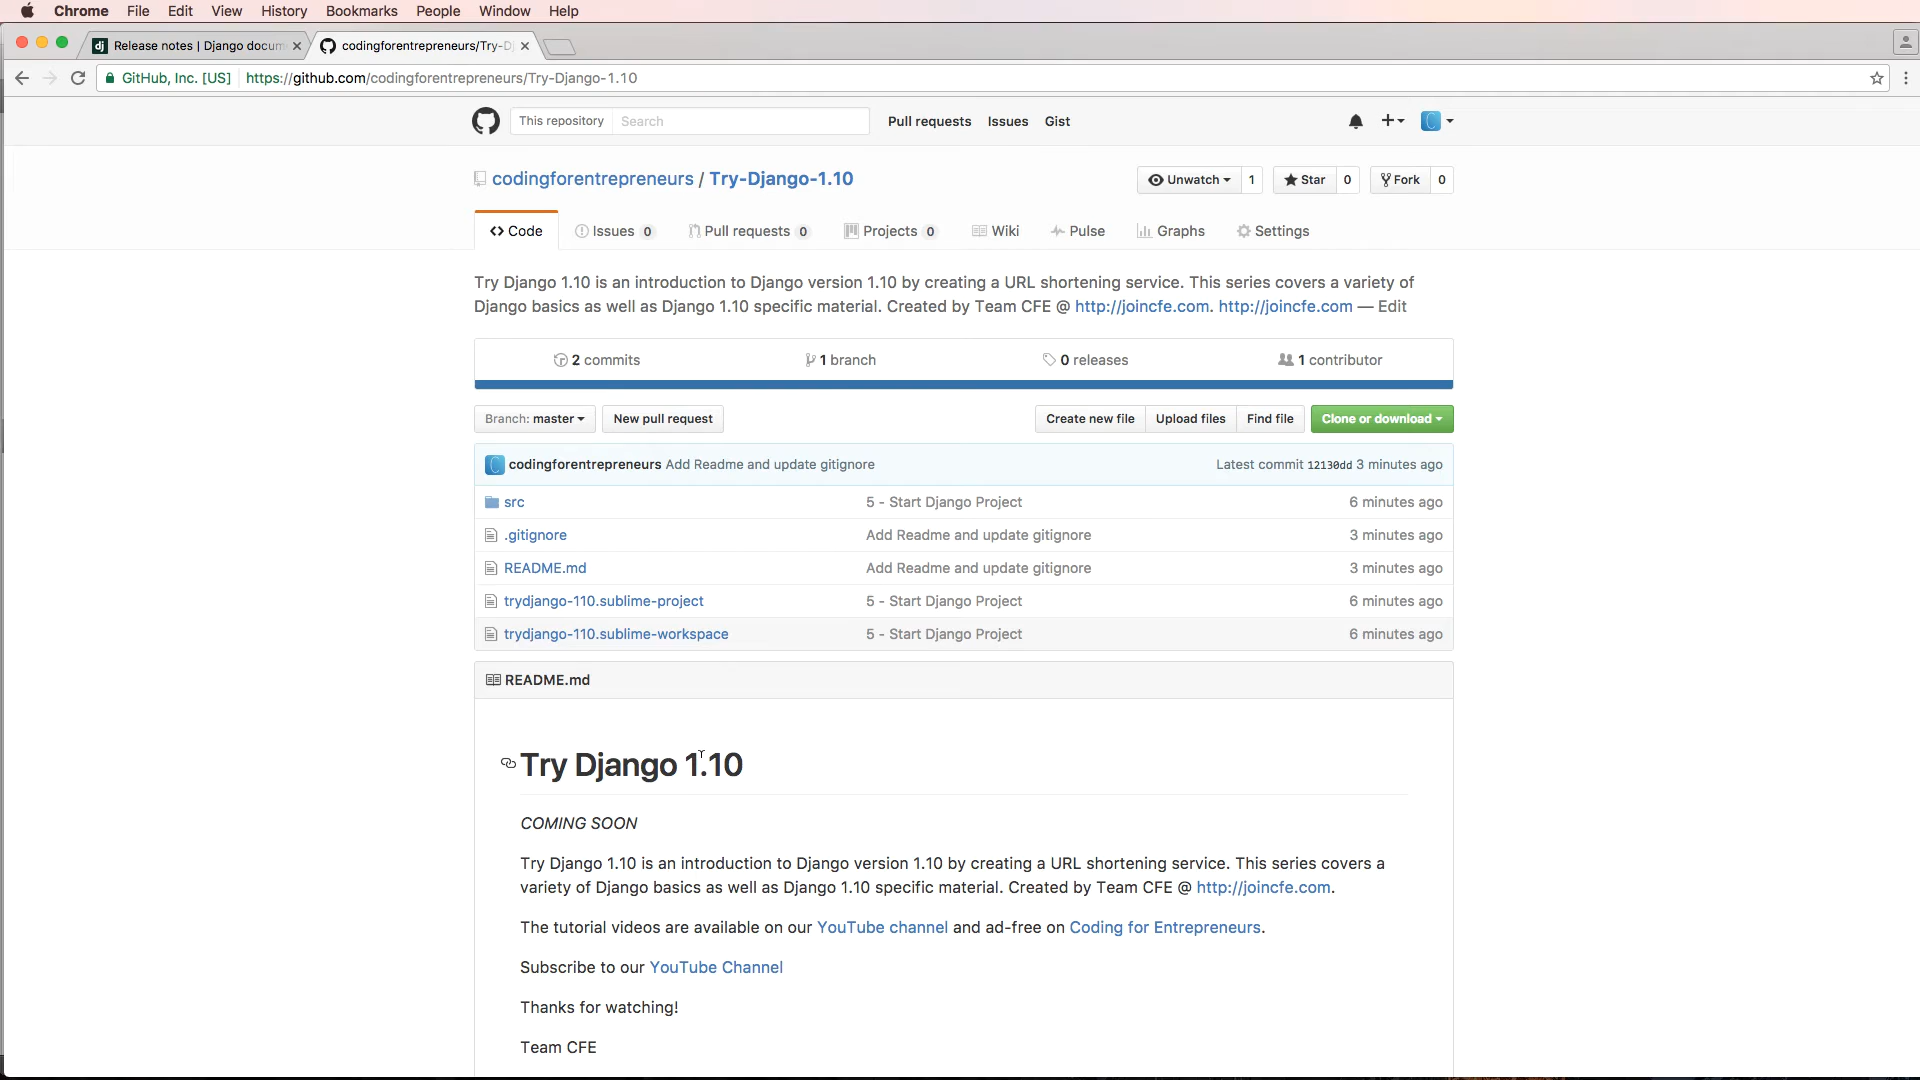 Chrome File Edit View History Bookmarks People Window Help
dj Release notes | Django docum codingforentrepreneurs/Try-D
GitHub, Inc. [US] https://github.com/codingforentrepreneurs/Try-Django-1.10
This repository Search Pull requests Issues Gist
codingforentrepreneurs / Try-Django-1.10 Unwatch 1 Star 0 Fork 0
Code Issues 0 Pull requests 0 Projects 0 Wiki Pulse Graphs Settings
Try Django 1.10 is an introduction to Django version 1.10 by creating a URL shortening service. This series covers a variety of
Django basics as well as Django 1.10 specific material. Created by Team CFE @ http://joincfe.com. http://joincfe.com — Edit
2 commits 1 branch 0 releases 1 contributor
Branch: master New pull request Create new file Upload files Find file Clone or download
codingforentrepreneurs Add Readme and update gitignore Latest commit 12130dd 3 minutes ago
src 5 - Start Django Project 6 minutes ago
.gitignore Add Readme and update gitignore 3 minutes ago
README.md Add Readme and update gitignore 3 minutes ago
trydjango-110.sublime-project 5 - Start Django Project 6 minutes ago
trydjango-110.sublime-workspace 5 - Start Django Project 6 minutes ago
README.md
Try Django 1.10
COMING SOON
Try Django 1.10 is an introduction to Django version 1.10 by creating a URL shortening service. This series covers a
variety of Django basics as well as Django 1.10 specific material. Created by Team CFE @ http://joincfe.com.
The tutorial videos are available on our YouTube channel and ad-free on Coding for Entrepreneurs.
Subscribe to our YouTube Channel
Thanks for watching!
Team CFE